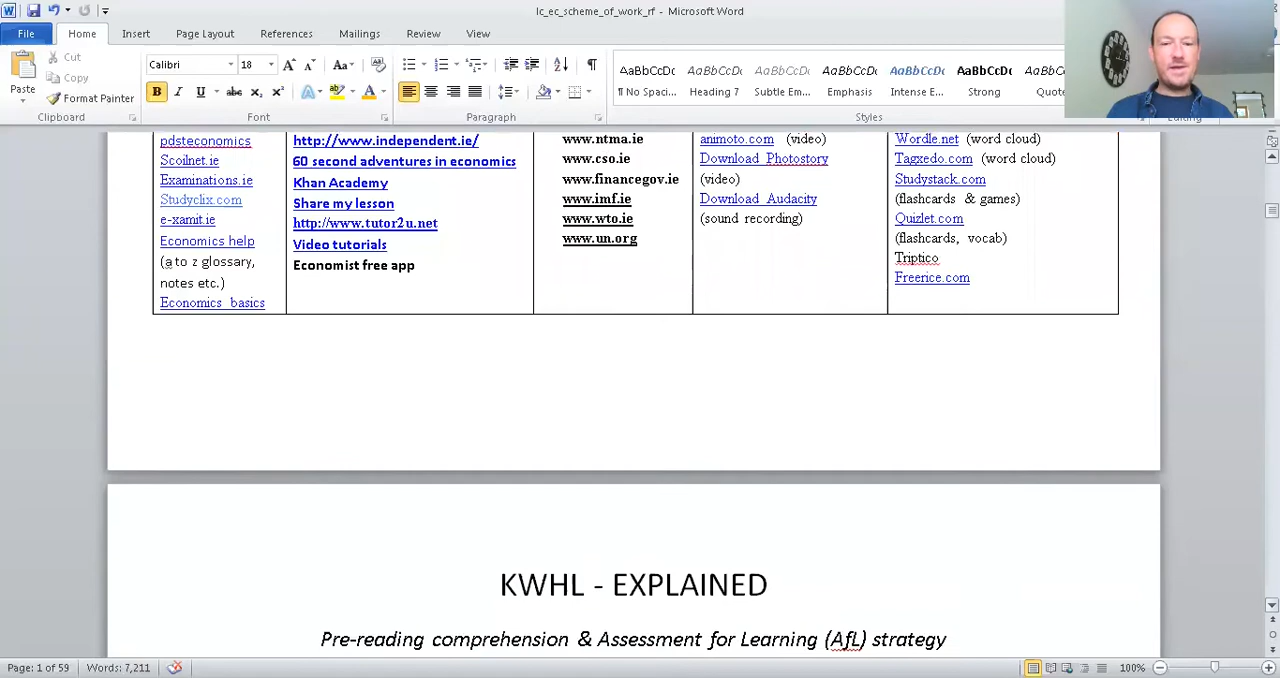 lc_ec_scheme_of_work_rf - Microsoft Word
File Home Insert Page Layout References Mailings Review View
Cut
Copy
Format Painter
Paste
Calibri 18
Clipboard Font Paragraph Styles Editing
AaBbCcDc AaBbCcDc AaBbCcDc AaBbCcDc AaBbCcDc AaBbCcDc AaBbCcD
¶ No Spaci... Heading 7 Subtle Em... Emphasis Intense E... Strong Quote
pdsteconomics
Scoilnet.ie
Examinations.ie
Studyclix.com
e-xamit.ie
Economics help
(a to z glossary,
notes etc.)
Economics basics
http://www.independent.ie/
60 second adventures in economics
Khan Academy
Share my lesson
http://www.tutor2u.net
Video tutorials
Economist free app
www.ntma.ie
www.cso.ie
www.financegov.ie
www.imf.ie
www.wto.ie
www.un.org
animoto.com (video)
Download Photostory
(video)
Download Audacity
(sound recording)
Wordle.net (word cloud)
Tagxedo.com (word cloud)
Studystack.com
(flashcards & games)
Quizlet.com
(flashcards, vocab)
Triptico
Freerice.com
KWHL - EXPLAINED
Pre-reading comprehension & Assessment for Learning (AfL) strategy
Page: 1 of 59 Words: 7,211 100%